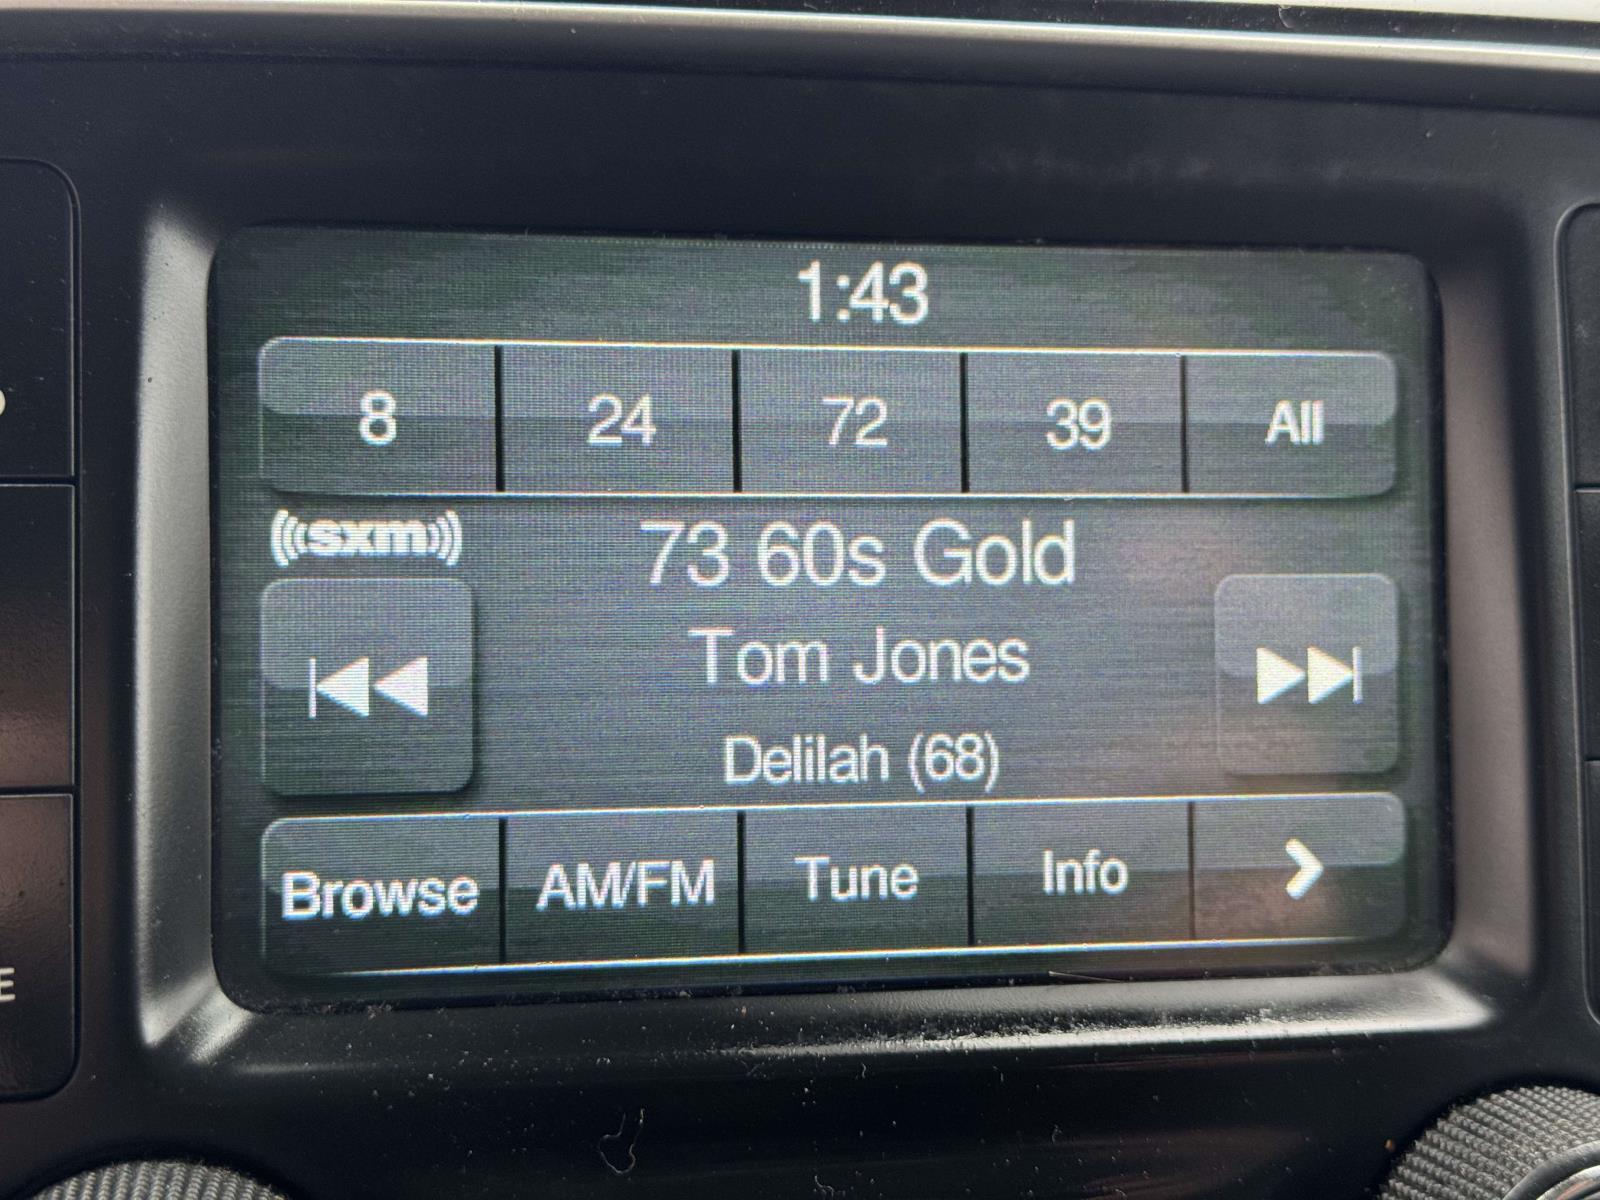 1:43
8 24 72 39 All
(((sxm)))
73 60s Gold
Tom Jones
Delilah (68)
Browse AM/FM Tune Info
E